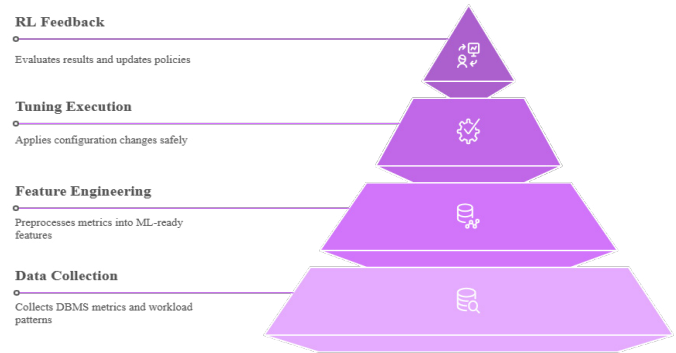 RL Feedback
Evaluates results and updates policies
Tuning Execution
Applies configuration changes safely
Feature Engineering
Preprocesses metrics into ML-ready
features
Data Collection
Collects DBMS metrics and workload
patterns